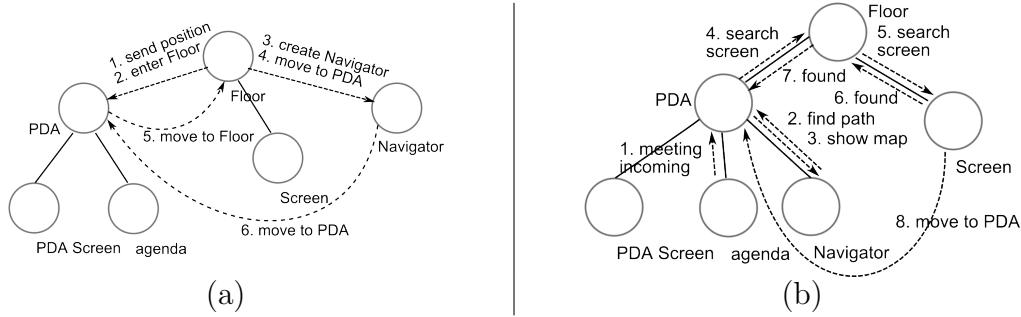 1. send position
2. enter Floor
3. create Navigator
4. move to PDA
Floor
PDA
5. move to Floor
Navigator
Screen
6. move to PDA
PDA Screen
agenda
(a)
Floor
4. search
screen
5. search
screen
7. found
6. found
PDA
2. find path
3. show map
1. meeting
incoming
Screen
8. move to PDA
PDA Screen
agenda
Navigator
(b)